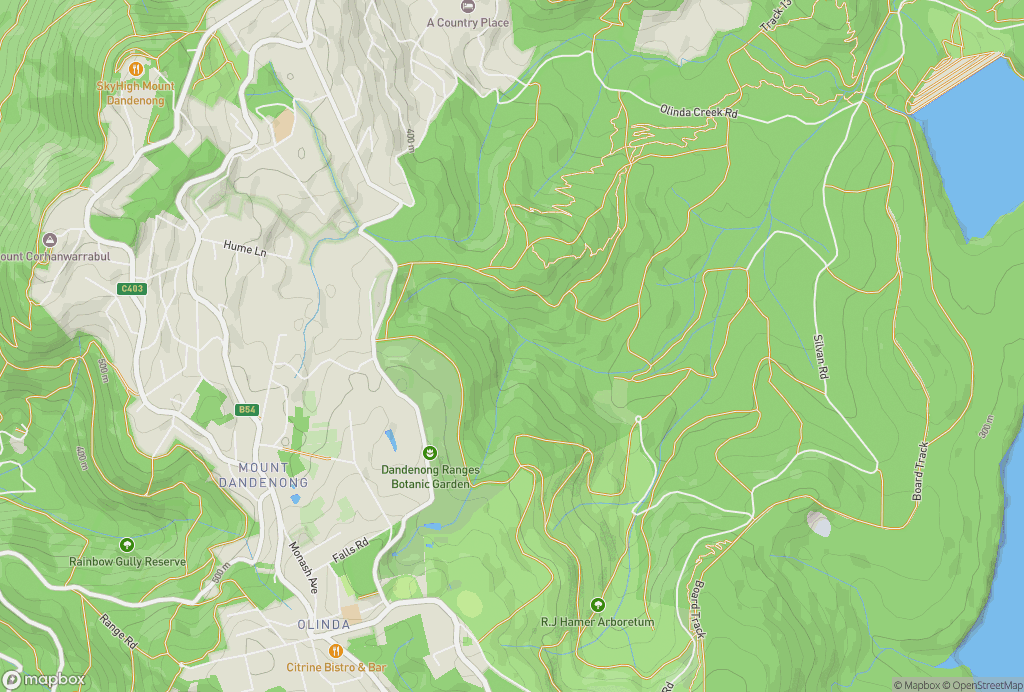 A Country Place
Track 13
SkyHigh Mount
Dandenong
Olinda Creek Rd
400 m
Hume Ln
ount Corhanwarrabul
C403
Silvan Rd
500 m
B54
300 m
400 m
Board Track
MOUNT
DANDENONG
Dandenong Ranges
Botanic Garden
Falls Rd
Monash Ave
Rainbow Gully Reserve
500 m
Board Track
Range Rd
OLINDA
R.J Hamer Arboretum
Citrine Bistro & Bar
Rd
mapbox
© Mapbox © OpenStreetMap